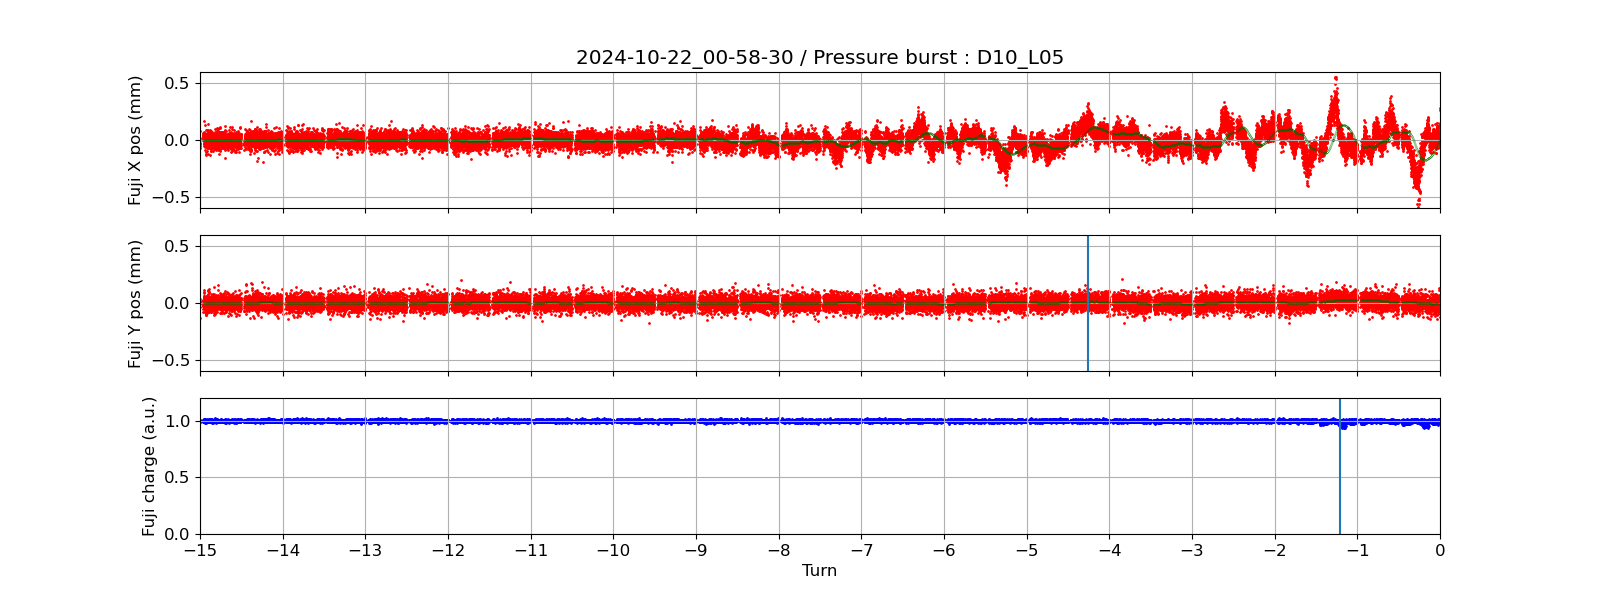 2024-10-22_00-58-30 / Pressure burst : D10_L05
Fuji X pos (mm)
0.5
0.0
−0.5
Fuji Y pos (mm)
0.5
0.0
−0.5
Fuji charge (a.u.)
1.0
0.5
0.0
−15 −14 −13 −12 −11 −10 −9 −8 −7 −6 −5 −4 −3 −2 −1 0
Turn